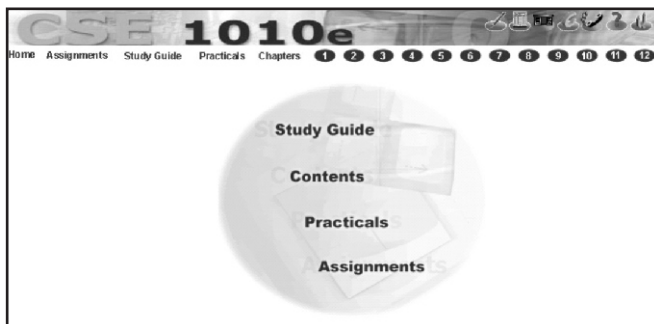 CSE 1010e
Home Assignments Study Guide Practicals Chapters 1 2 3 4 5 6 7 8 9 10 11 12
Study Guide
Contents
Practicals
Assignments